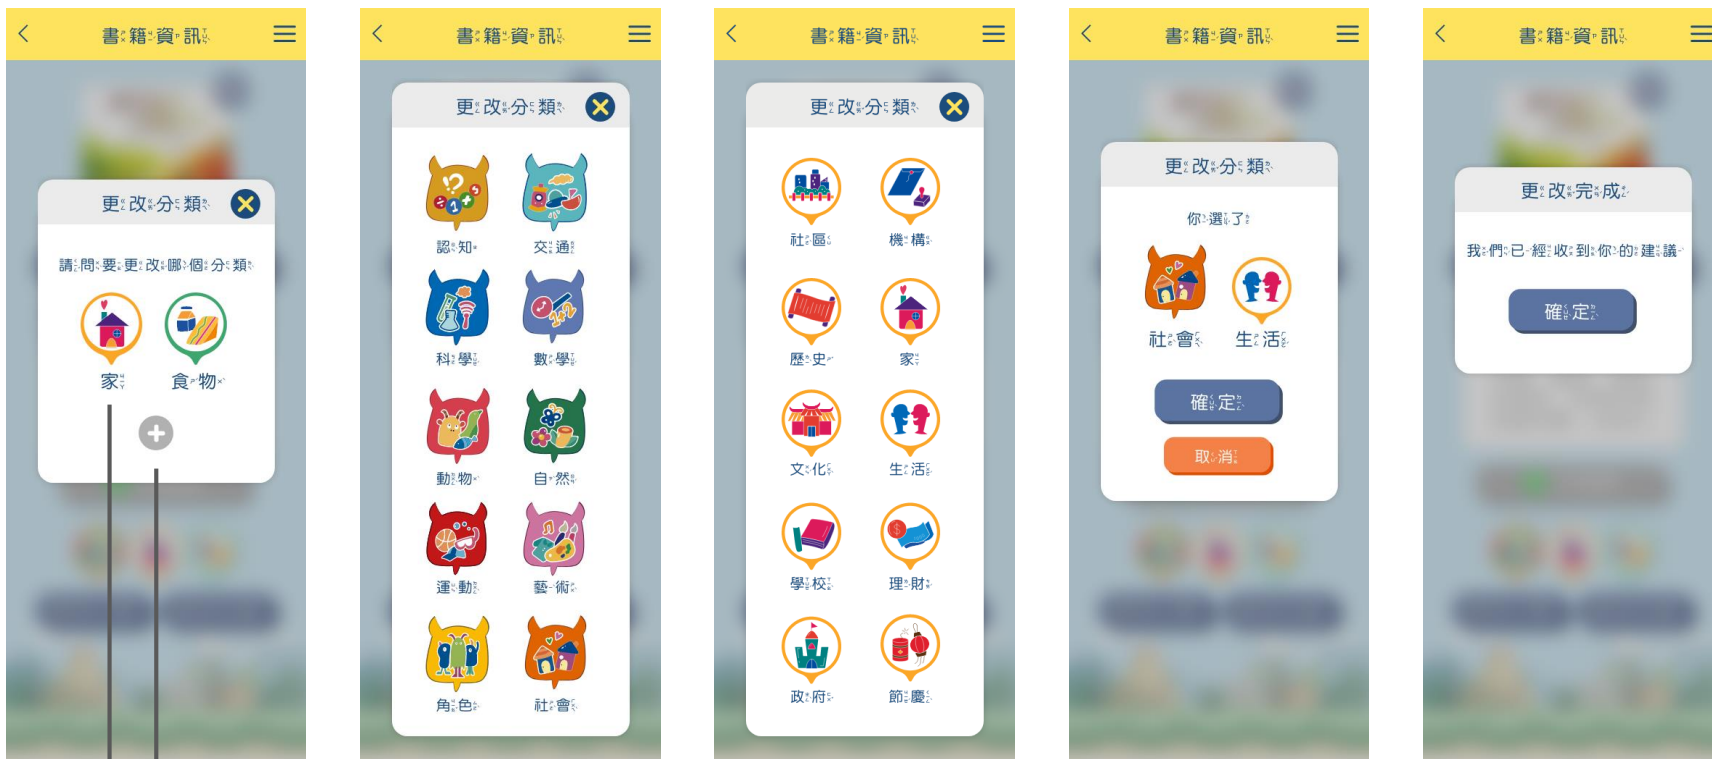 書籍資訊
更改分類
請問要更改哪個分類
家 食物
書籍資訊
更改分類
認知 交通
科學 數學
動物 自然
運動 藝術
角色 社會
書籍資訊
更改分類
社區 機構
歷史 家
文化 生活
學校 理財
政府 節慶
書籍資訊
更改分類
你選了
社會 生活
確定
取消
書籍資訊
更改完成
我們已經收到你的建議
確定